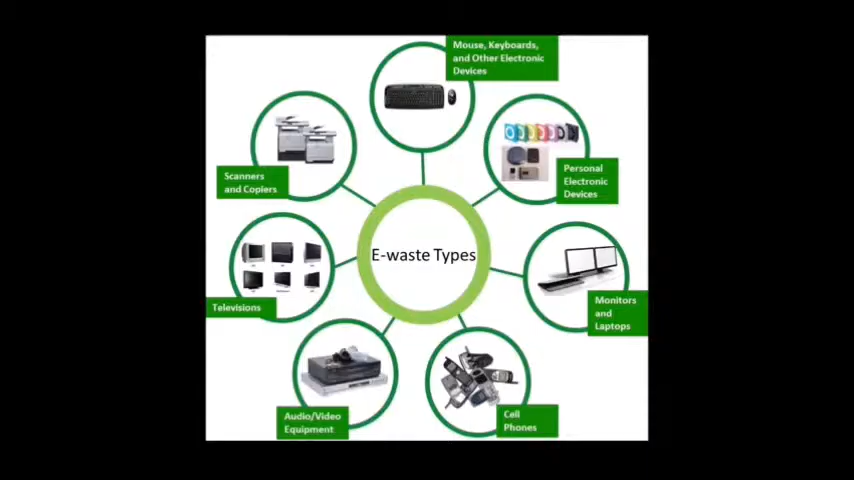 Mouse, Keyboards,
and Other Electronic
Devices
Scanners
and Copiers
Personal
Electronic
Devices
E-waste Types
Televisions
Monitors
and
Laptops
Audio/Video
Equipment
Cell
Phones